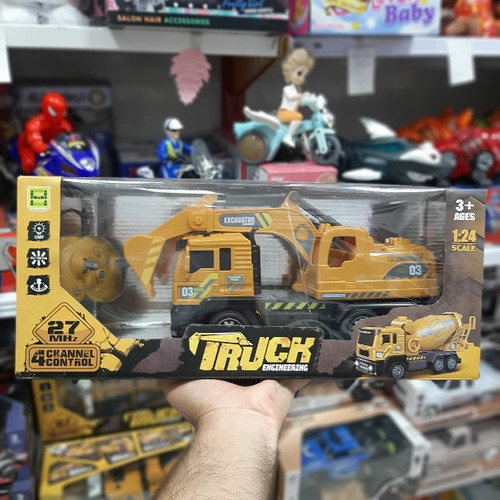 SALON HAIR ACCESSORIES
Baby
3+
AGES
1:24
SCALE
EXCAVATOR
03
03
27
MHz
4 CHANNEL
CONTROL
TRUCK
ENGINEERING
TRUCK